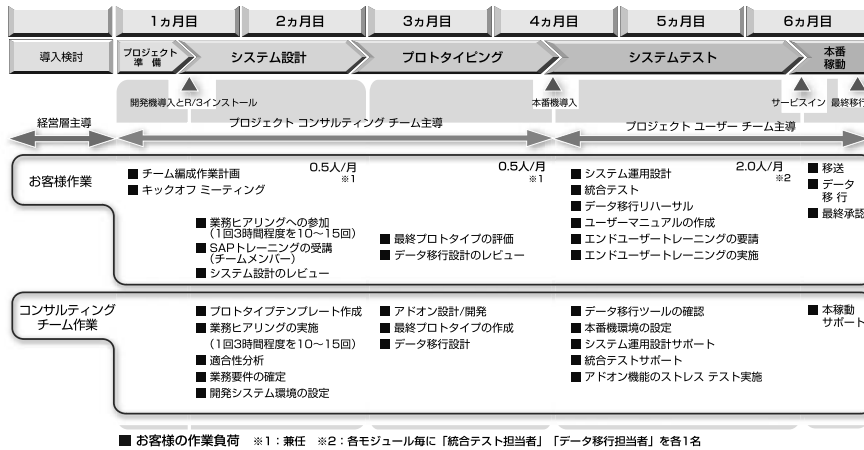 1ヵ月目 2ヵ月目 3ヵ月目 4ヵ月目 5ヵ月目 6ヵ月目
導入検討
プロジェクト
準 備
システム設計
プロトタイピング
システムテスト
本番
稼動
開発機導入とR/3インストール
本番機導入
サービスイン
最終移行
経営層主導
プロジェクト コンサルティング チーム主導
プロジェクト ユーザー チーム主導
お客様作業
■ チーム編成作業計画
■ キックオフ ミーティング
0.5人/月
※1
■ 業務ヒアリングへの参加
(1回3時間程度を10～15回)
■ SAPトレーニングの受講
(チームメンバー)
■ システム設計のレビュー
0.5人/月
※1
■ 最終プロトタイプの評価
■ データ移行設計のレビュー
■ システム運用設計
■ 統合テスト
■ データ移行リハーサル
■ ユーザーマニュアルの作成
■ エンドユーザートレーニングの要請
■ エンドユーザートレーニングの実施
2.0人/月
※2
■ 移送
■ データ
移 行
■ 最終承認
コンサルティング
チーム作業
■ プロトタイプテンプレート作成
■ 業務ヒアリングの実施
(1回3時間程度を10～15回)
■ 適合性分析
■ 業務要件の確定
■ 開発システム環境の設定
■ アドオン設計/開発
■ 最終プロトタイプの作成
■ データ移行設計
■ データ移行ツールの確認
■ 本番機環境の設定
■ システム運用設計サポート
■ 統合テストサポート
■ アドオン機能のストレス テスト実施
■ 本稼動
サポート
■ お客様の作業負荷 ※1：兼任 ※2：各モジュール毎に「統合テスト担当者」「データ移行担当者」を各1名